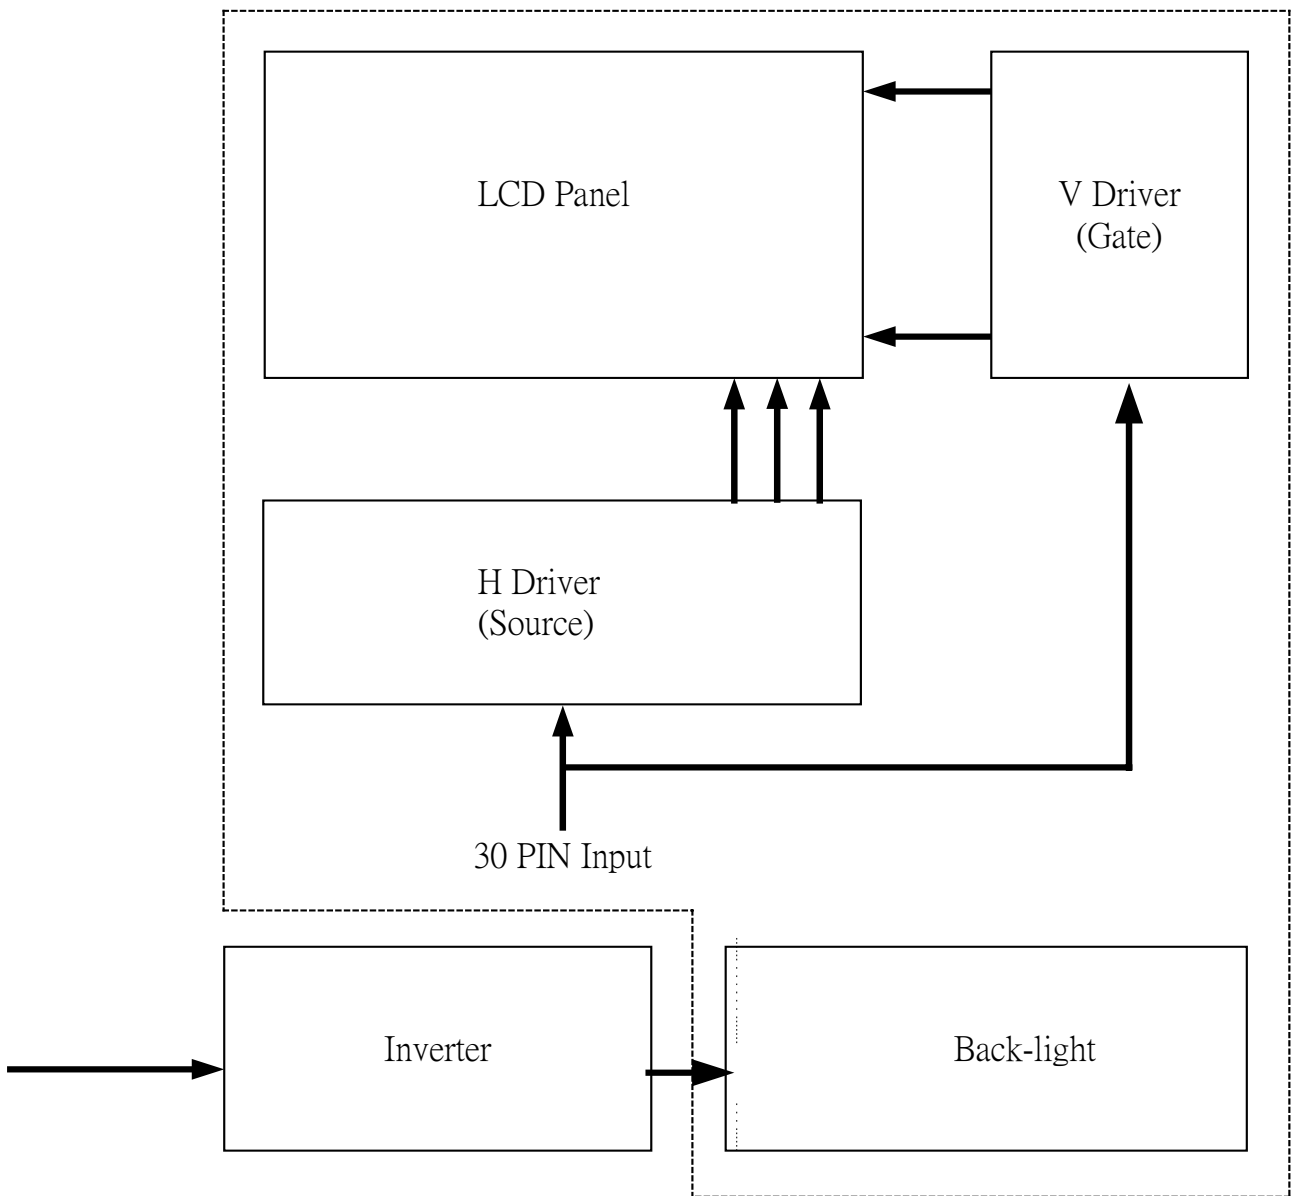 LCD Panel
V Driver
(Gate)
H Driver
(Source)
30 PIN Input
Inverter
Back-light